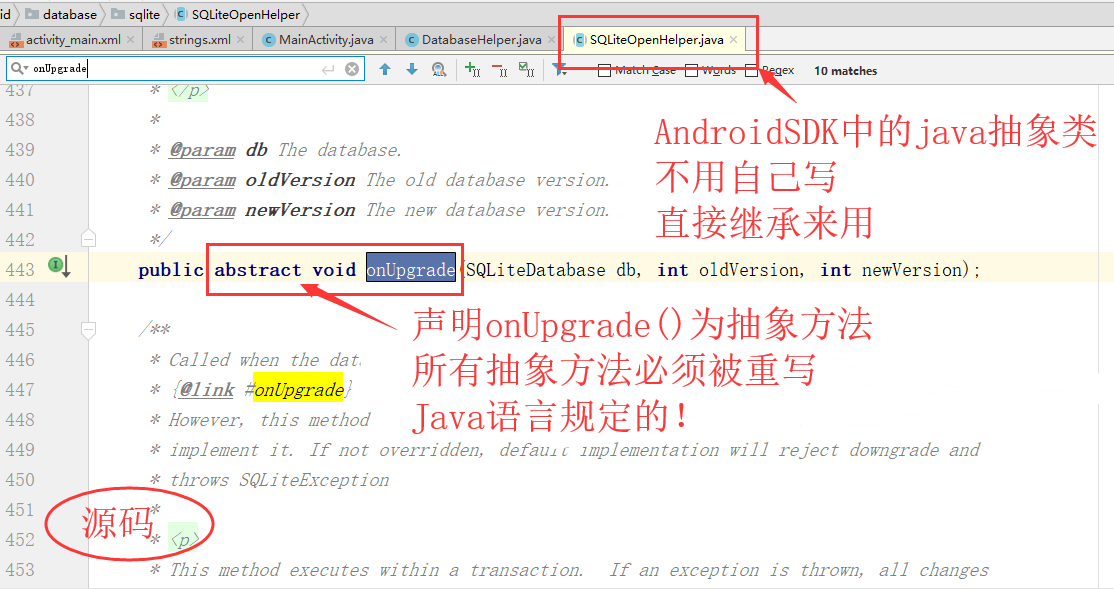 id database sqlite SQLiteOpenHelper
activity_main.xml strings.xml MainActivity.java DatabaseHelper.java SQLiteOpenHelper.java
onUpgrade Match Case Words Regex 10 matches
437 * </p>
438 *
439 * @param db The database.
440 * @param oldVersion The old database version.
441 * @param newVersion The new database version.
442 */
AndroidSDK中的java抽象类
不用自己写
直接继承来用
443 public abstract void onUpgrade(SQLiteDatabase db, int oldVersion, int newVersion);
444
445 /**
声明onUpgrade()为抽象方法
所有抽象方法必须被重写
Java语言规定的!
446 * Called when the dat
447 * {@link #onUpgrade}
448 * However, this method
449 * implement it. If not overridden, default implementation will reject downgrade and
450 * throws SQLiteException
451 *
源码
452 * <p>
453 * This method executes within a transaction. If an exception is thrown, all changes